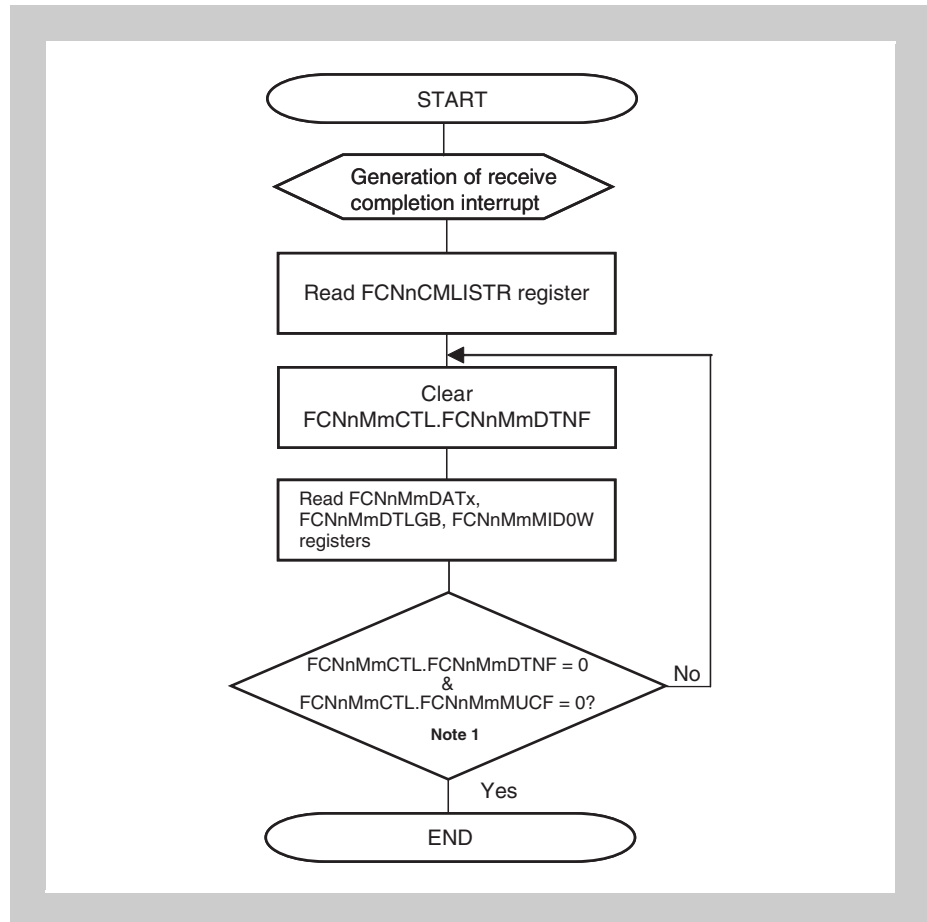 START
Generation of receive
completion interrupt
Read FCNnCMLISTR register
Clear
FCNnMmCTL.FCNnMmDTNF
Read FCNnMmDATx,
FCNnMmDTLGB, FCNnMmMID0W
registers
FCNnMmCTL.FCNnMmDTNF = 0
&
FCNnMmCTL.FCNnMmMUCF = 0?
Note 1
No
Yes
END